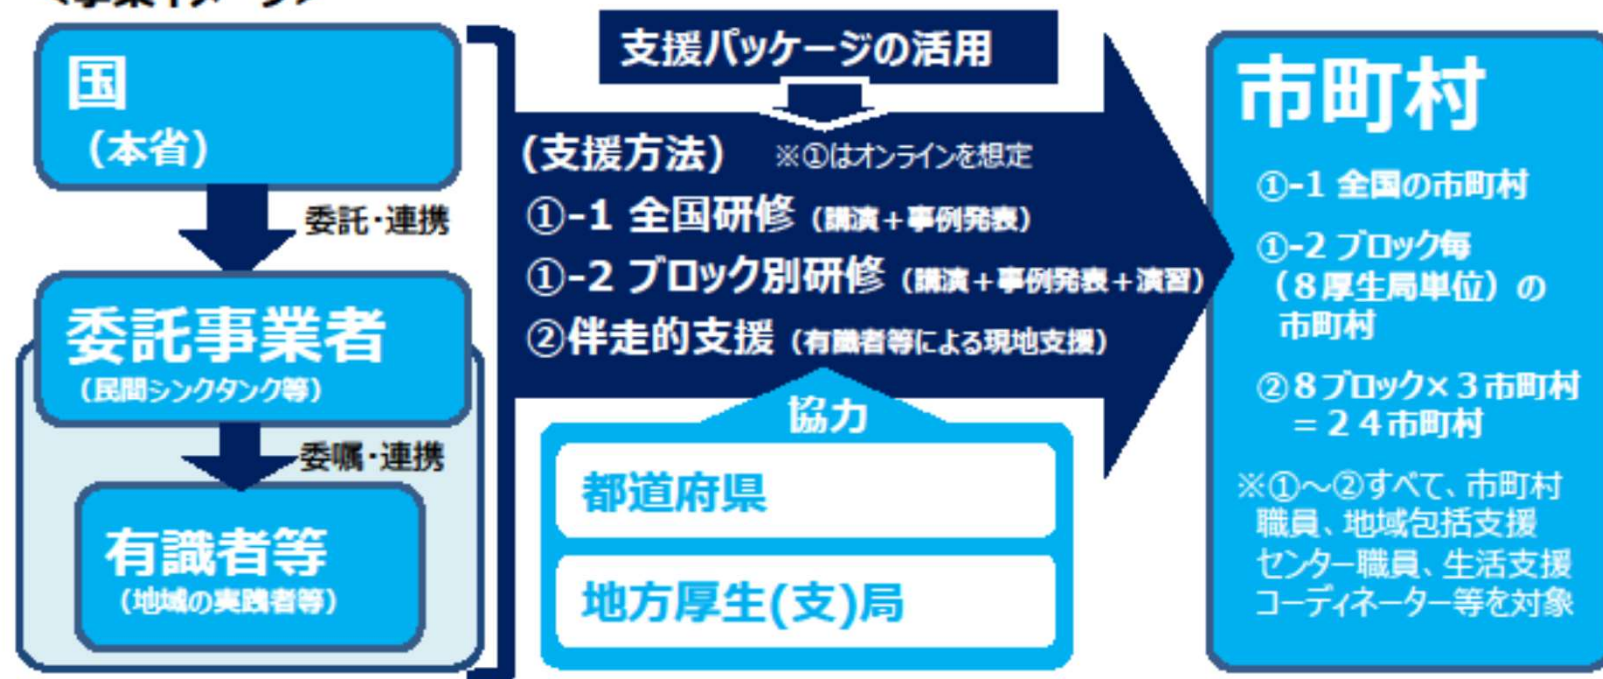 <事業イメージ>
国
（本省）
委託・連携
委託事業者
（民間シンクタンク等）
委嘱・連携
有識者等
（地域の実践者等）
支援パッケージの活用
（支援方法） ※①はオンラインを想定
①-1 全国研修（講演＋事例発表）
①-2 ブロック別研修（講演＋事例発表＋演習）
②伴走的支援（有識者等による現地支援）
協力
都道府県
地方厚生(支)局
市町村
①-1 全国の市町村
①-2 ブロック毎
（８厚生局単位）の
市町村
②８ブロック×３市町村
＝２４市町村
※①～②すべて、市町村
職員、地域包括支援
センター職員、生活支援
コーディネーター等を対象